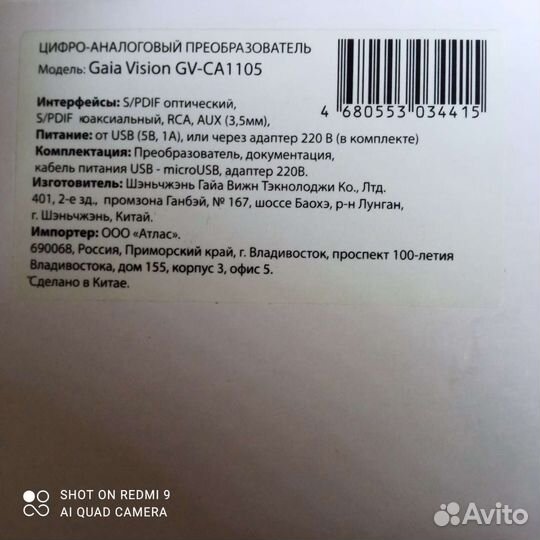 ЦИФРО-АНАЛОГОВЫЙ ПРЕОБРАЗОВАТЕЛЬ
Модель: Gaia Vision GV-CA1105
4 680553 034415
Интерфейсы: S/PDIF оптический,
S/PDIF коаксиальный, RCA, AUX (3,5мм),
Питание: от USB (5В, 1А), или через адаптер 220 В (в комплекте)
Комплектация: Преобразователь, документация,
кабель питания USB - microUSB, адаптер 220В.
Изготовитель: Шэньчжэнь Гайа Вижн Тэкнолоджи Ко., Лтд.
401, 2-е зд., промзона Ганбэй, № 167, шоссе Баохэ, р-н Лунган,
г. Шэньчжэнь, Китай.
Импортер: ООО «Атлас».
690068, Россия, Приморский край, г. Владивосток, проспект 100-летия
Владивостока, дом 155, корпус 3, офис 5.
Сделано в Китае.
SHOT ON REDMI 9
AI QUAD CAMERA
Avito